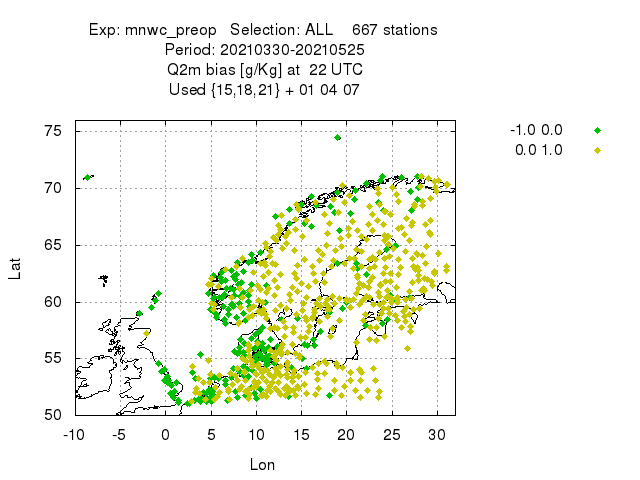 Exp: mnwc_preop   Selection: ALL    667 stations
Period: 20210330-20210525
Q2m bias [g/Kg] at  22 UTC
Used {15,18,21} + 01 04 07
-1.0 0.0
0.0 1.0
75
70
65
60
55
50
Lat
-10 -5 0 5 10 15 20 25 30
Lon